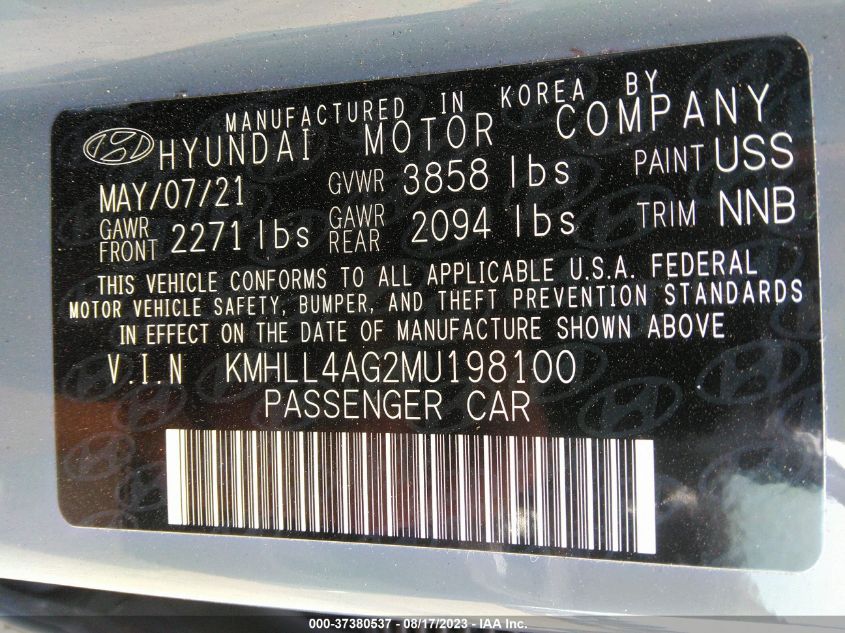 MANUFACTURED IN KOREA BY
HYUNDAI MOTOR COMPANY
MAY/07/21 GVWR 3858 lbs PAINT USS
GAWR FRONT 2271 lbs GAWR REAR 2094 lbs TRIM NNB
THIS VEHICLE CONFORMS TO ALL APPLICABLE U.S.A. FEDERAL
MOTOR VEHICLE SAFETY, BUMPER, AND THEFT PREVENTION STANDARDS
IN EFFECT ON THE DATE OF MANUFACTURE SHOWN ABOVE
V.I.N KMHLL4AG2MU198100
PASSENGER CAR
000-37380537 - 08/17/2023 - IAA Inc.